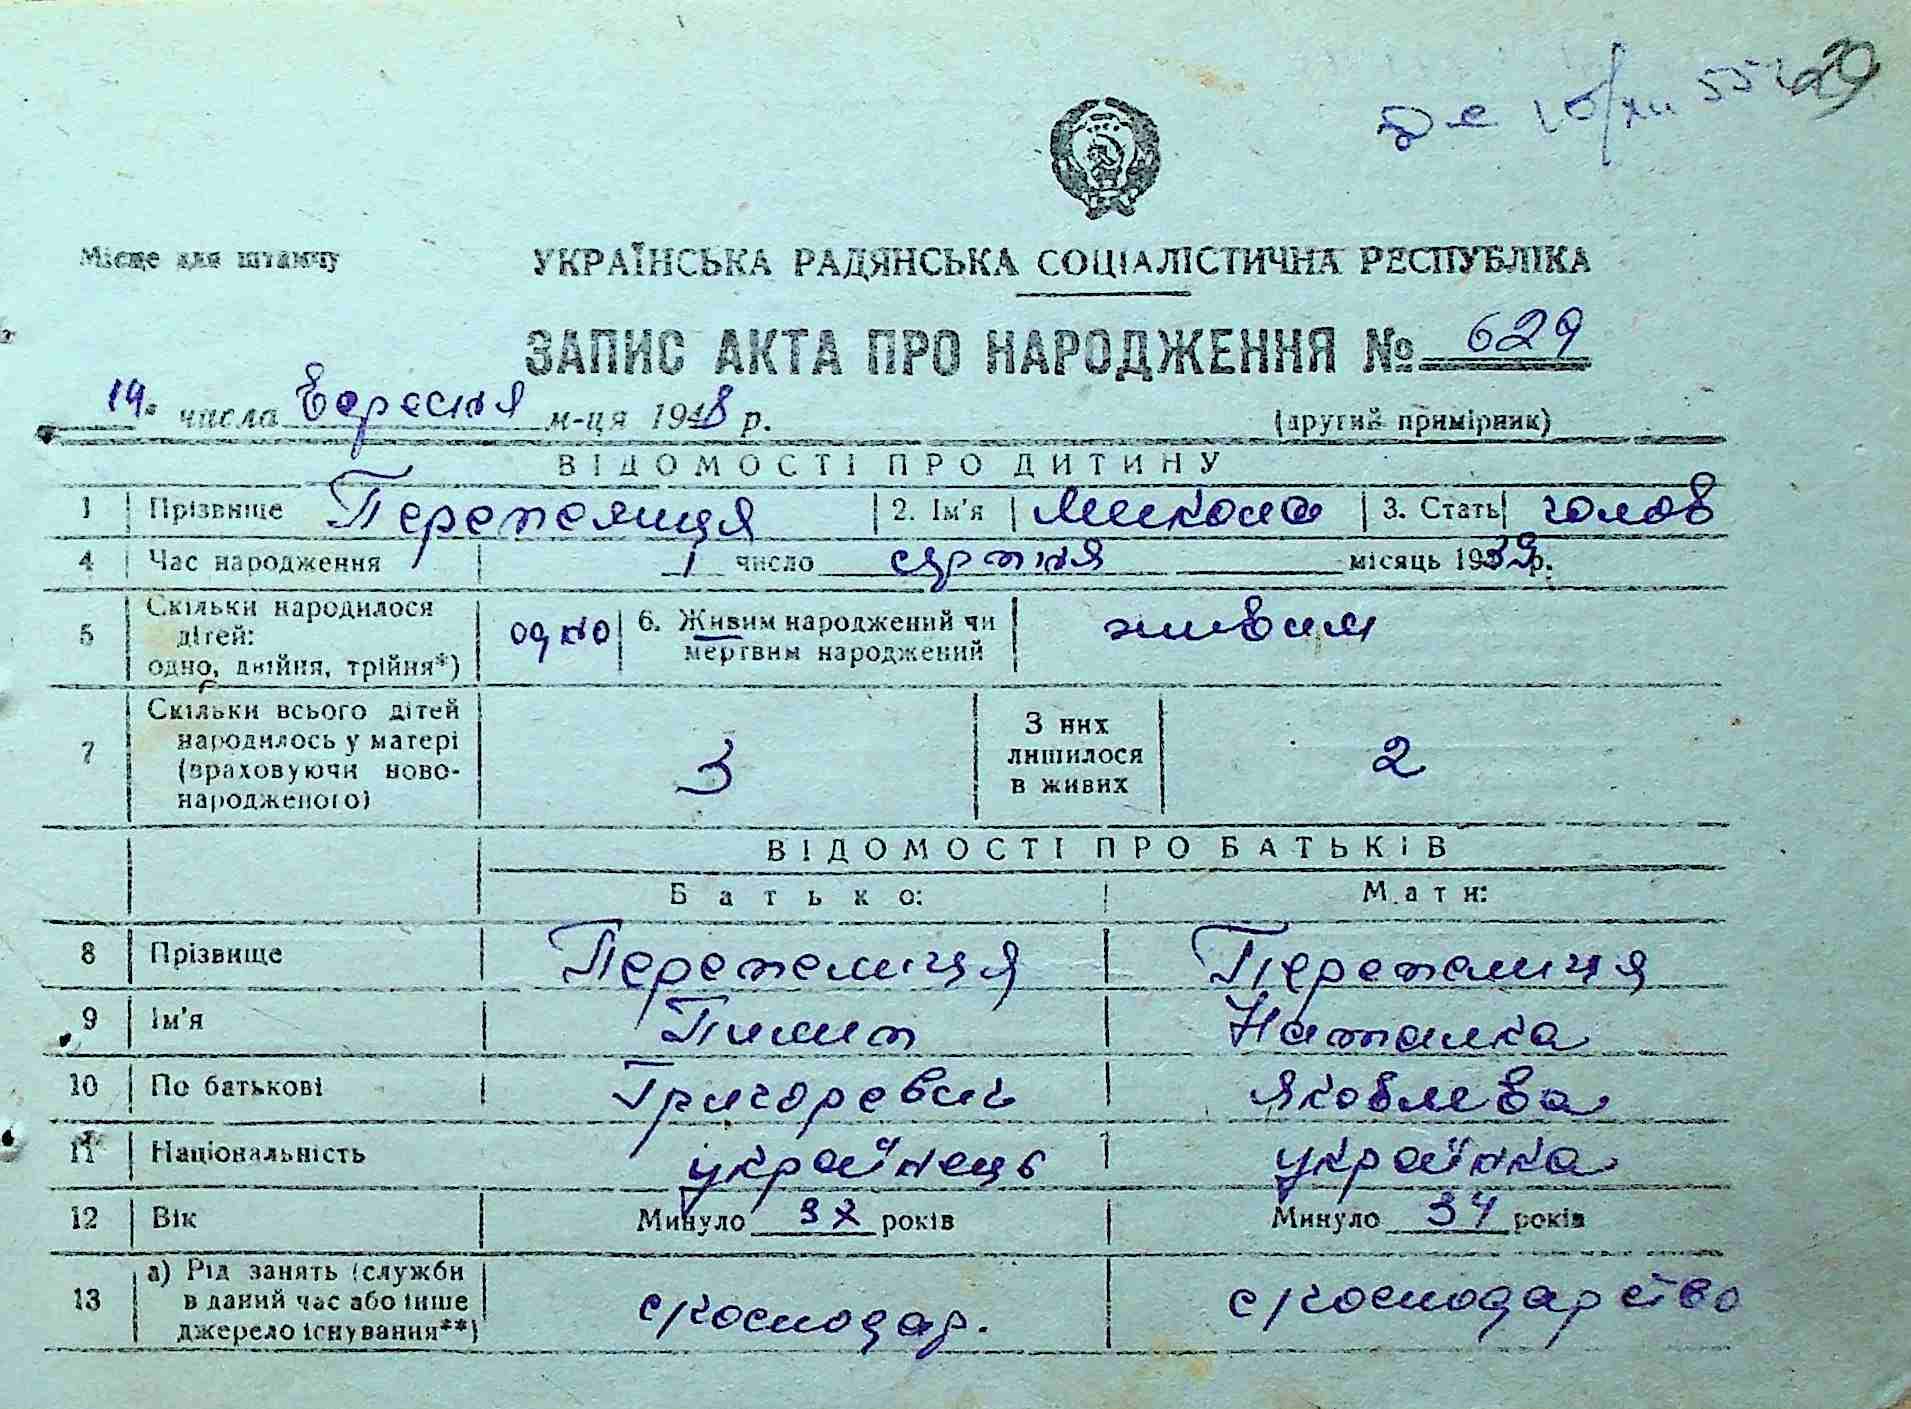 55 29
Місце для штампу
УКРАЇНСЬКА РАДЯНСЬКА СОЦІАЛІСТИЧНА РЕСПУБЛІКА
ЗАПИС АКТА ПРО НАРОДЖЕННЯ № 629
14 числа Вересня м-ця 1948 р. (другий примірник)
ВІДОМОСТІ ПРО ДИТИНУ
1 Прізвище Перепелиця 2. Ім'я Микола 3. Стать чолов
4 Час народження 1 число серпня місяць 1939р.
5 Скільки народилося дітей: одно, двійня, трійня*) одно 6. Живим народжений чи мертвим народжений живим
7 Скільки всього дітей народилось у матері (враховуючи новонародженого) 3 З них лишилося в живих 2
ВІДОМОСТІ ПРО БАТЬКІВ
Батько: Мати:
8 Прізвище Перепелиця Перепелиця
9 Ім'я Пилип Наталка
10 По батькові Григоревич Яковлева
11 Національність українець українка
12 Вік Минуло 37 років Минуло 34 років
13 а) Рід занять (служби в даний час або інше джерело існування**)